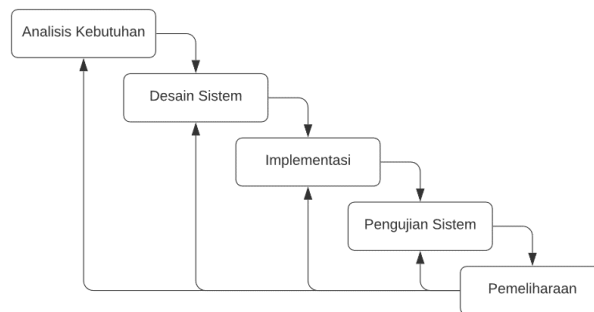 Analisis Kebutuhan
Desain Sistem
Implementasi
Pengujian Sistem
Pemeliharaan